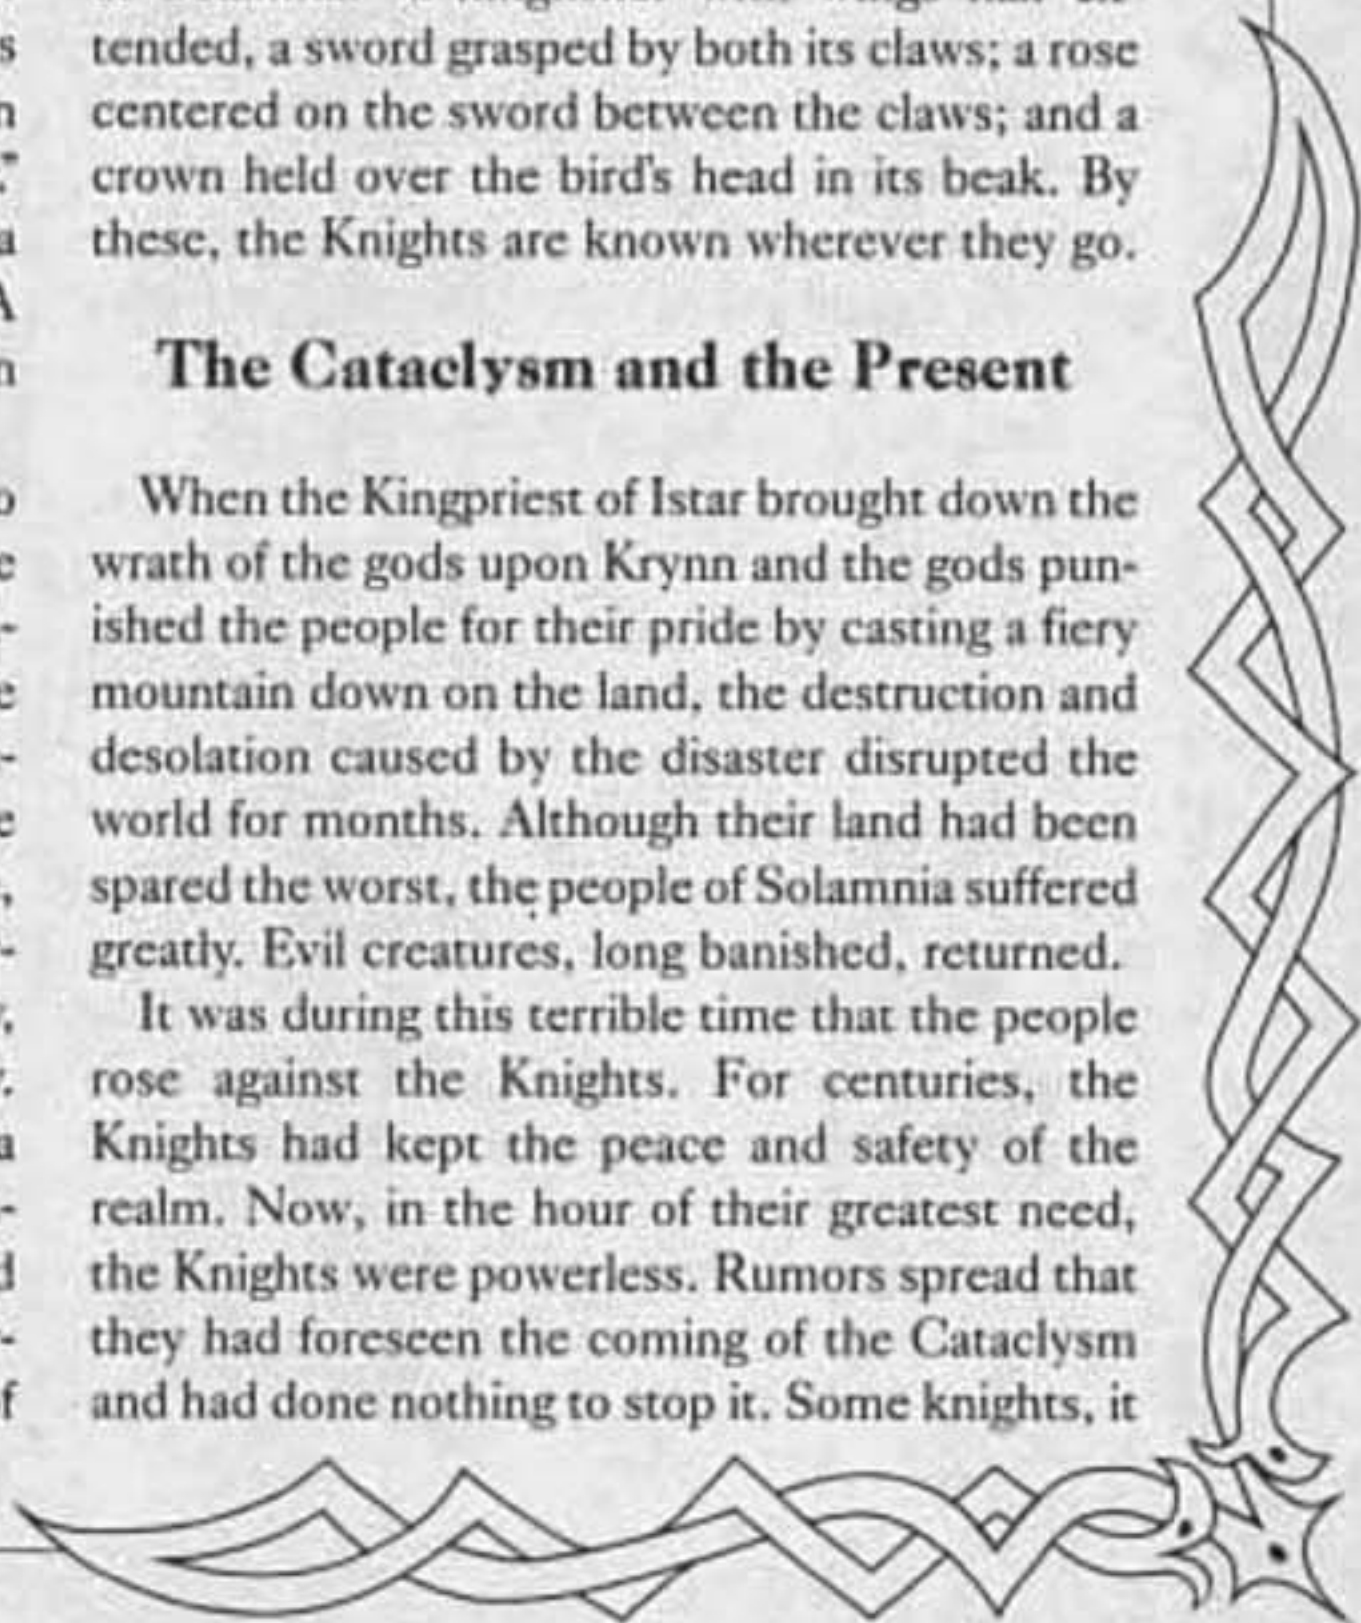 tended, a sword grasped by both its claws; a rose
centered on the sword between the claws; and a
crown held over the bird's head in its beak. By
these, the Knights are known wherever they go.
The Cataclysm and the Present
When the Kingpriest of Istar brought down the
wrath of the gods upon Krynn and the gods pun-
ished the people for their pride by casting a fiery
mountain down on the land, the destruction and
desolation caused by the disaster disrupted the
world for months. Although their land had been
spared the worst, the people of Solamnia suffered
greatly. Evil creatures, long banished, returned.
It was during this terrible time that the people
rose against the Knights. For centuries, the
Knights had kept the peace and safety of the
realm. Now, in the hour of their greatest need,
the Knights were powerless. Rumors spread that
they had foreseen the coming of the Cataclysm
and had done nothing to stop it. Some knights, it